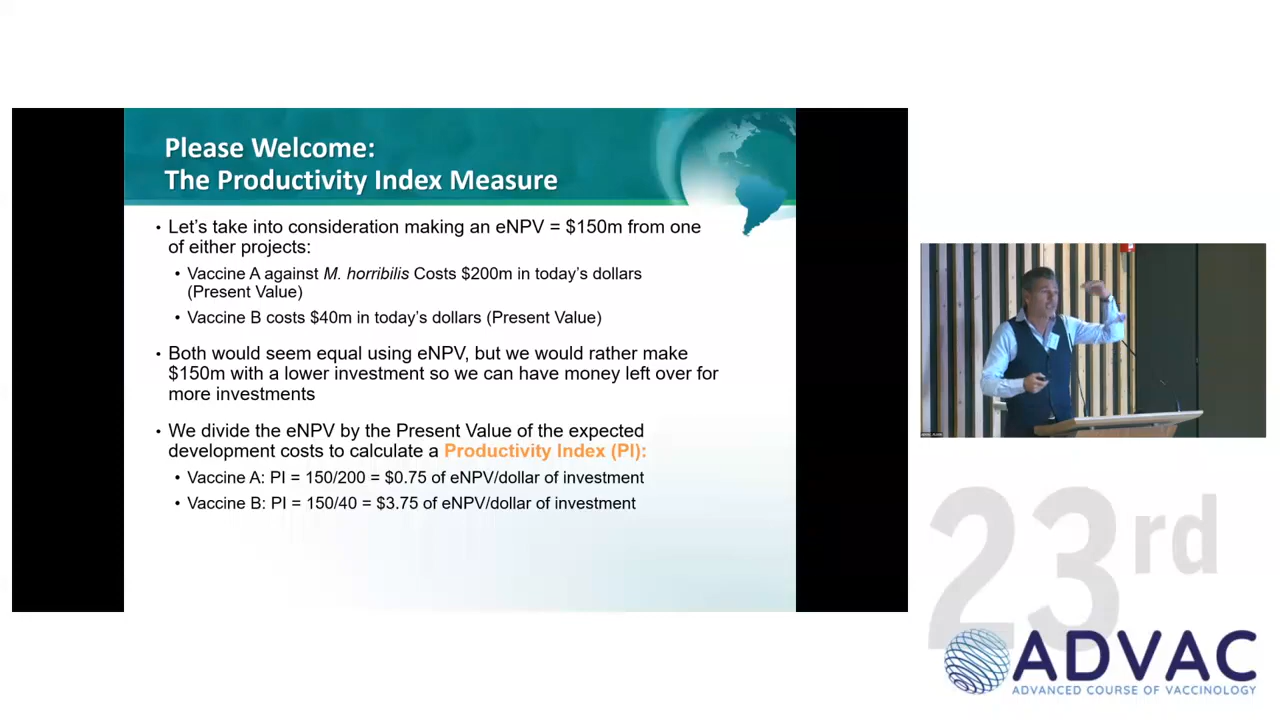 Please Welcome:
The Productivity Index Measure
• Let's take into consideration making an eNPV = $150m from one
of either projects:
• Vaccine A against M. horribilis Costs $200m in today's dollars
(Present Value)
• Vaccine B costs $40m in today's dollars (Present Value)
• Both would seem equal using eNPV, but we would rather make
$150m with a lower investment so we can have money left over for
more investments
• We divide the eNPV by the Present Value of the expected
development costs to calculate a Productivity Index (PI):
• Vaccine A: PI = 150/200 = $0.75 of eNPV/dollar of investment
• Vaccine B: PI = 150/40 = $3.75 of eNPV/dollar of investment
23rd
ADVAC
ADVANCED COURSE OF VACCINOLOGY